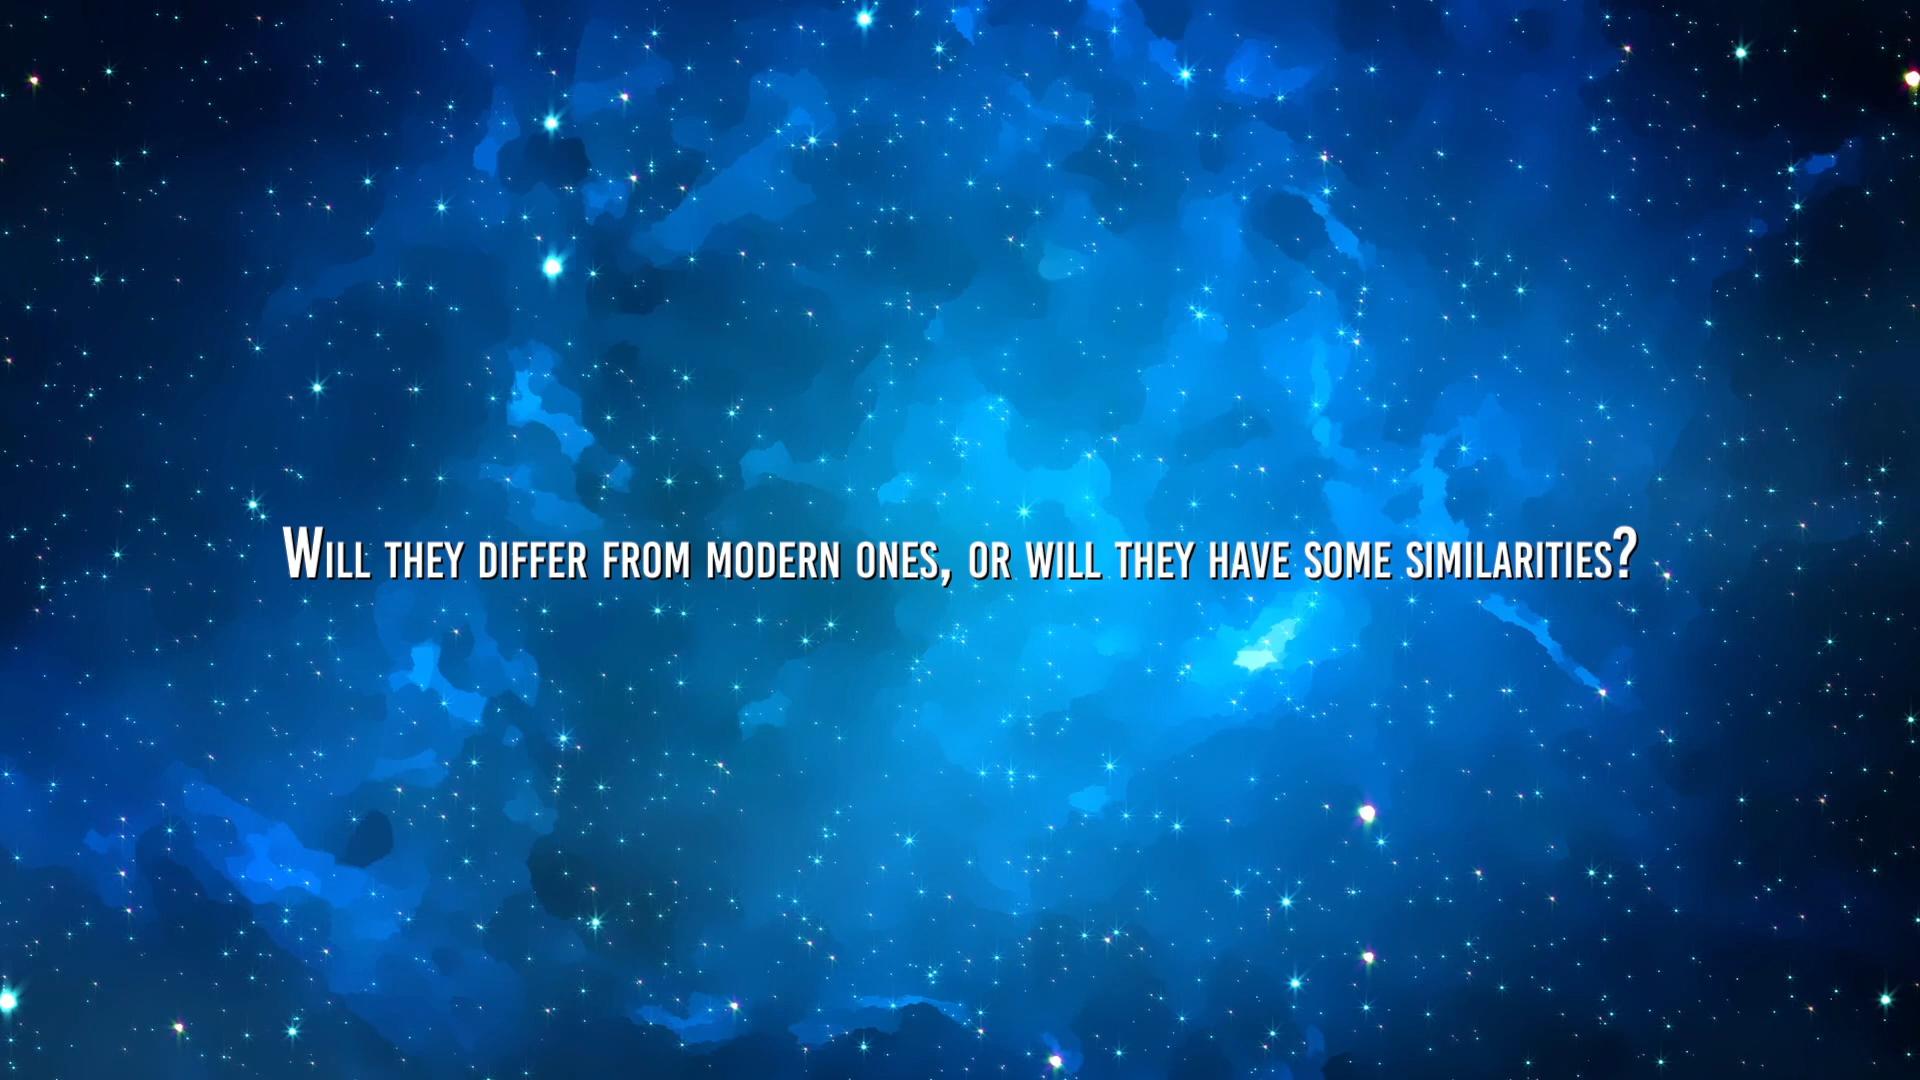 Will they differ from modern ones, or will they have some similarities?